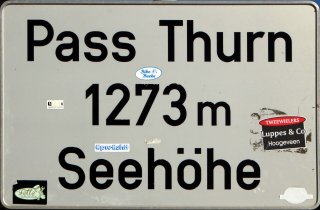 Pass Thurn
1273 m
TWEEWIELERS
Luppes & Co
Hoogeveen
Seehöhe